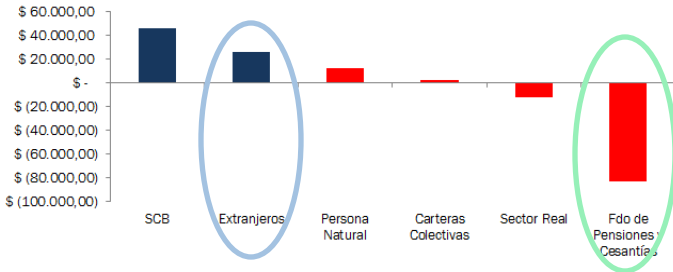 $ 60.000,00
$ 40.000,00
$ 20.000,00
$ -
$ (20.000,00)
$ (40.000,00)
$ (60.000,00)
$ (80.000,00)
$ (100.000,00)
SCB
Extranjeros
Persona
Natural
Carteras
Colectivas
Sector Real
Fdo de
Pensiones y
Cesantías